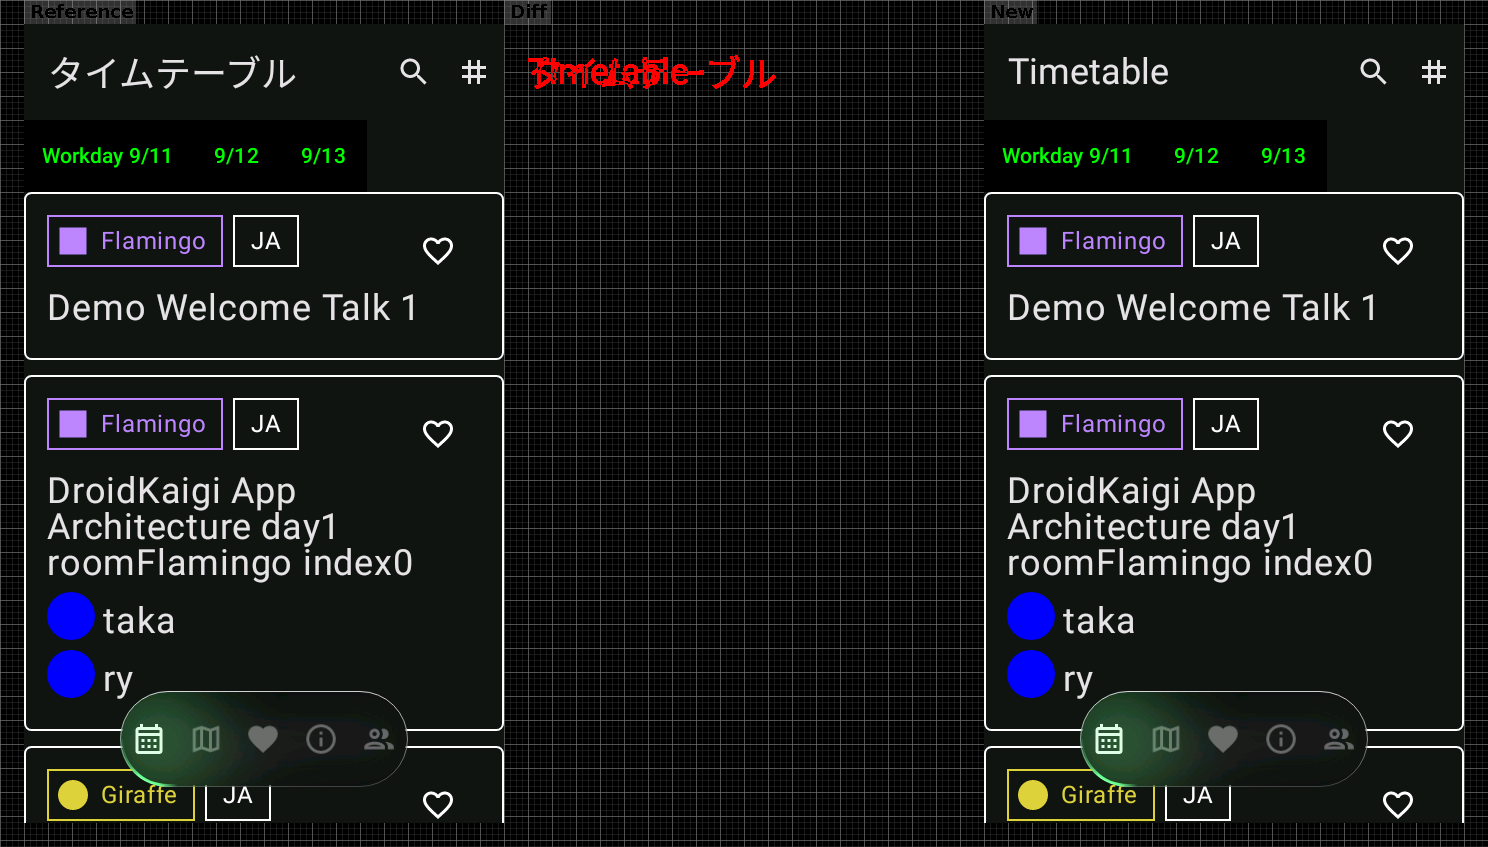 Reference
タイムテーブル
Workday 9/11 9/12 9/13
Flamingo JA
Demo Welcome Talk 1
Flamingo JA
DroidKaigi App
Architecture day1
roomFlamingo index0
taka
ry
Giraffe JA
Diff
Timetable
タイムテーブル
New
Timetable
Workday 9/11 9/12 9/13
Flamingo JA
Demo Welcome Talk 1
Flamingo JA
DroidKaigi App
Architecture day1
roomFlamingo index0
taka
ry
Giraffe JA